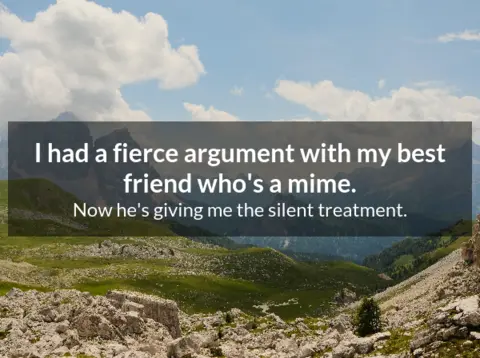 I had a fierce argument with my best
friend who's a mime.
Now he's giving me the silent treatment.